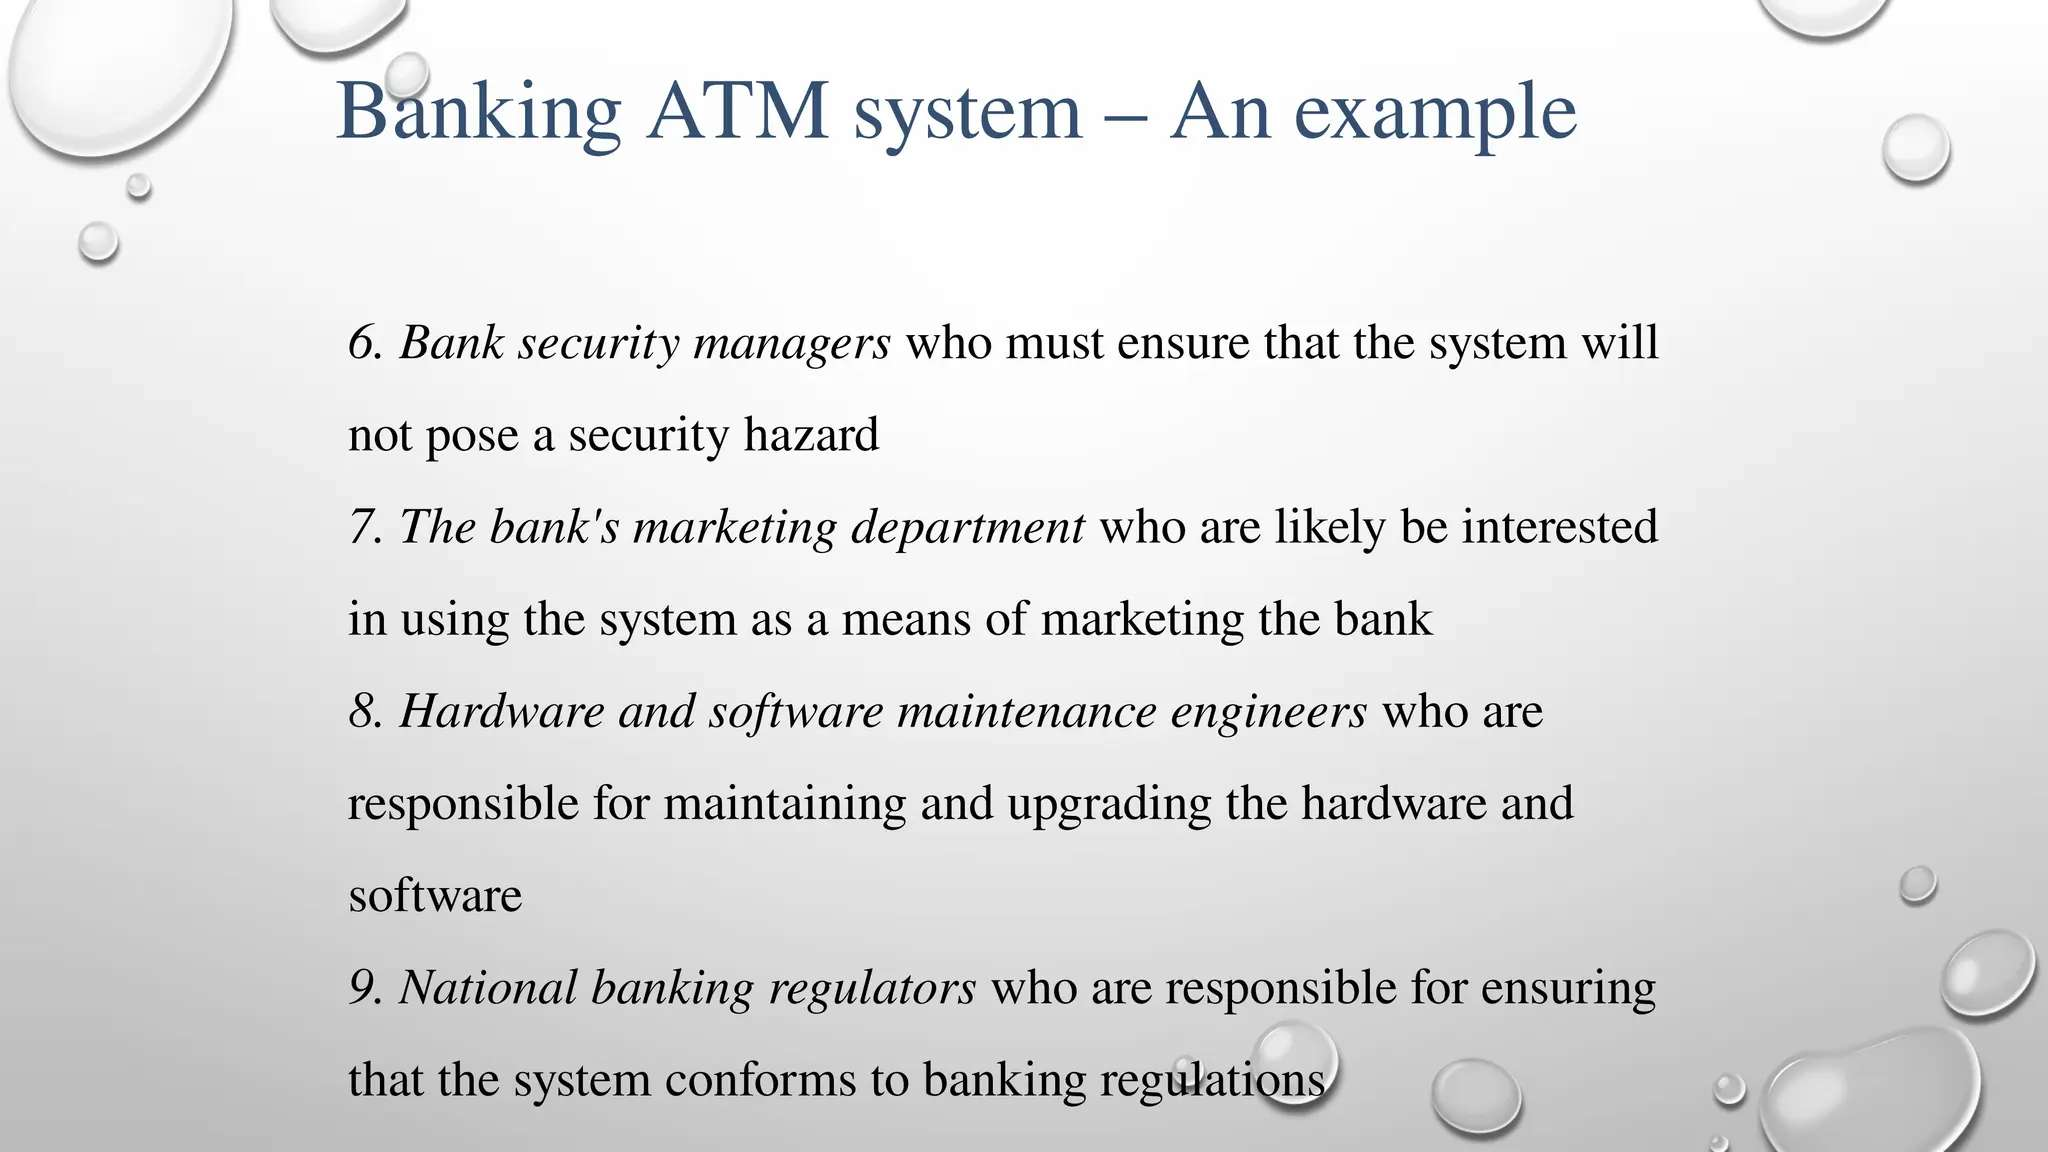 Banking ATM system – An example
6. Bank security managers who must ensure that the system will
not pose a security hazard
7. The bank's marketing department who are likely be interested
in using the system as a means of marketing the bank
8. Hardware and software maintenance engineers who are
responsible for maintaining and upgrading the hardware and
software
9. National banking regulators who are responsible for ensuring
that the system conforms to banking regulations